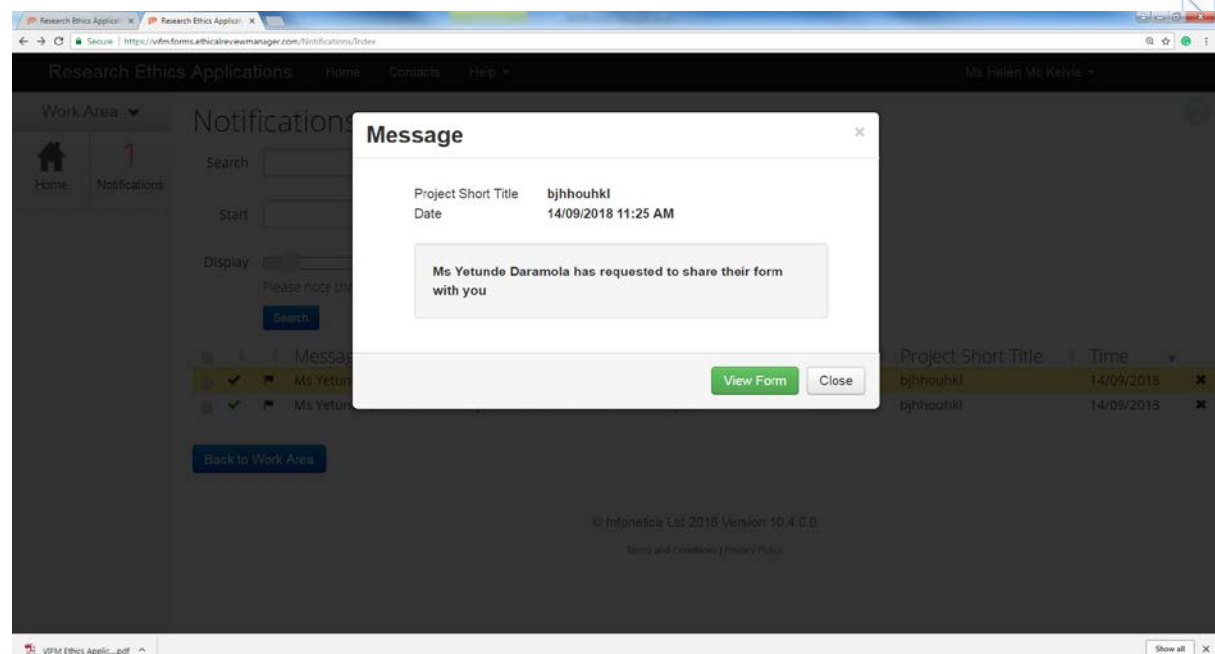 Research Ethics Applicat
Research Ethics Applicat
Secure | https://vifm.forms.ethicalreviewmanager.com/Notifications/Index
Research Ethics Applications Home Contacts Help Ms Helen Mc Kelvie
Work Area
Notifications
Message
1
Home Notifications
Search
Project Short Title bjhhouhkl
Date 14/09/2018 11:25 AM
Start
Display
Ms Yetunde Daramola has requested to share their form
with you
Please note tha
Search
Messag Project Short Title Time
View Form Close
Ms Yetun bjhhouhkl 14/09/2018
Ms Yetun bjhhouhkl 14/09/2018
Back to Work Area
© Infonetica Ltd 2018 Version 10.4.0.0
Terms and Conditions | Privacy Policy
VIFM Ethics Applic....pdf Show all